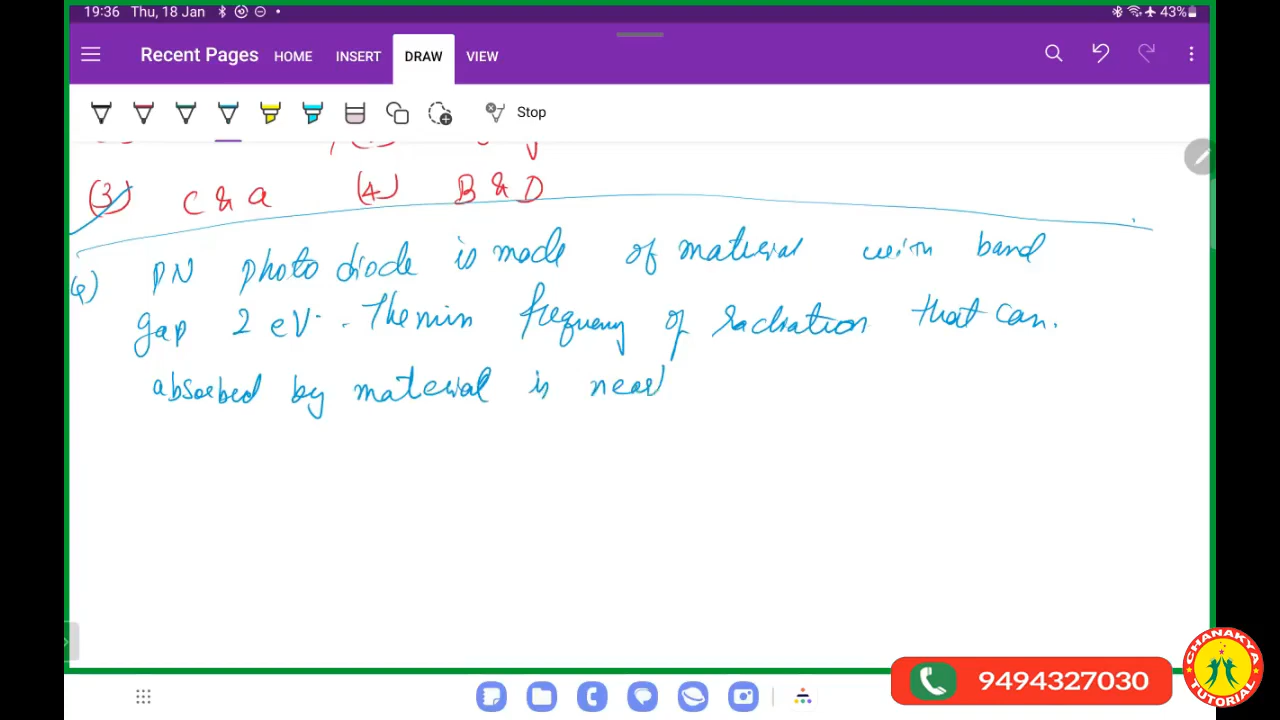 19:36 Thu, 18 Jan 43%
Recent Pages HOME INSERT DRAW VIEW
Stop
(3) C & a (4) B & D
Q) PN photo diode is made of material with band
gap 2 eV. The min frequency of radiation that can
absorbed by material is near
9494327030
CHANAKYA
TUTORIAL